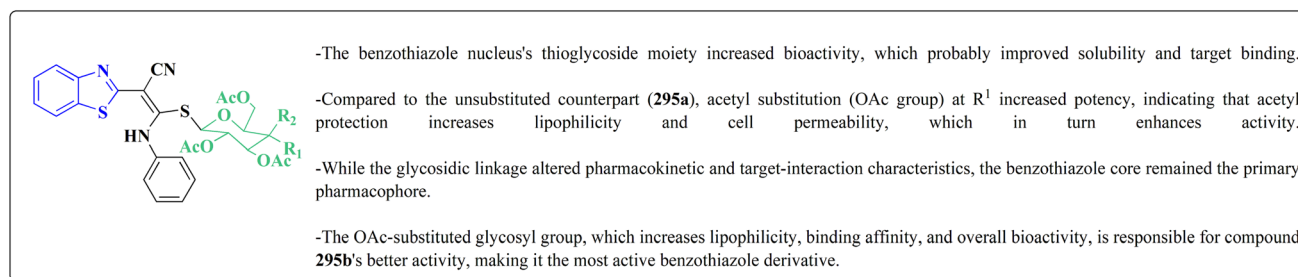 -The benzothiazole nucleus's thioglycoside moiety increased bioactivity, which probably improved solubility and target binding.
-Compared to the unsubstituted counterpart (295a), acetyl substitution (OAc group) at R1 increased potency, indicating that acetyl
protection increases lipophilicity and cell permeability, which in turn enhances activity.
-While the glycosidic linkage altered pharmacokinetic and target-interaction characteristics, the benzothiazole core remained the primary
pharmacophore.
-The OAc-substituted glycosyl group, which increases lipophilicity, binding affinity, and overall bioactivity, is responsible for compound
295b's better activity, making it the most active benzothiazole derivative.
N
CN
S
S
HN
AcO
O
R2
R1
AcO
OAc